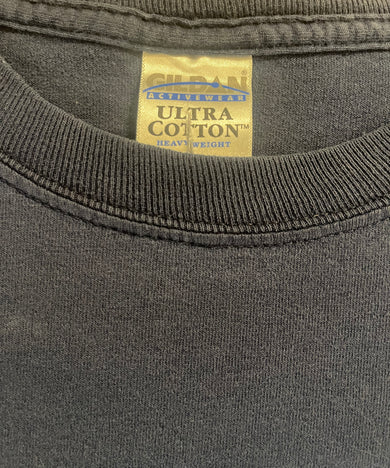 GILDAN®
ACTIVEWEAR
ULTRA
COTTON™
HEAVYWEIGHT